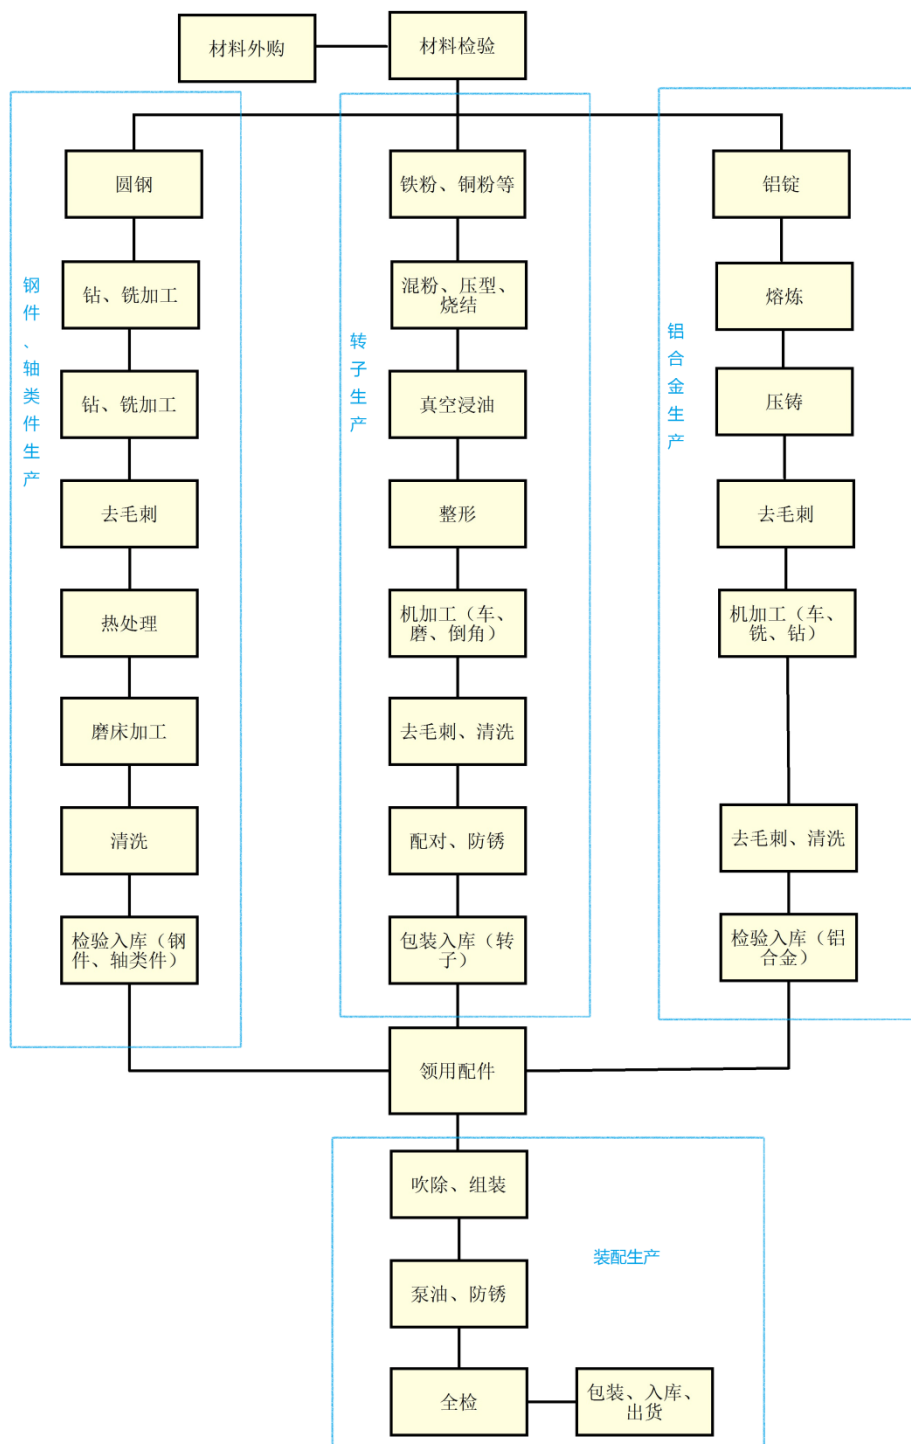 材料外购
材料检验
钢件、轴类件生产
圆钢
钻、铣加工
钻、铣加工
去毛刺
热处理
磨床加工
清洗
检验入库（钢
件、轴类件）
转子生产
铁粉、铜粉等
混粉、压型、
烧结
真空浸油
整形
机加工（车、
磨、倒角）
去毛刺、清洗
配对、防锈
包装入库（转
子）
铝合金生产
铝锭
熔炼
压铸
去毛刺
机加工（车、
铣、钻）
去毛刺、清洗
检验入库（铝
合金）
领用配件
装配生产
吹除、组装
泵油、防锈
全检
包装、入库、
出货